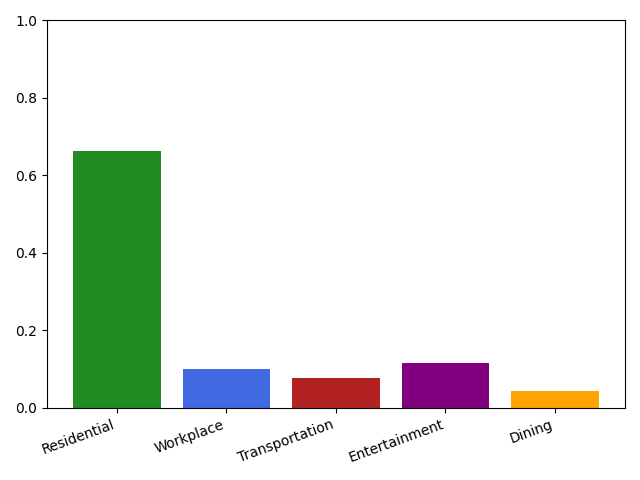 1.0
0.8
0.6
0.4
0.2
0.0
Residential
Workplace
Transportation
Entertainment
Dining